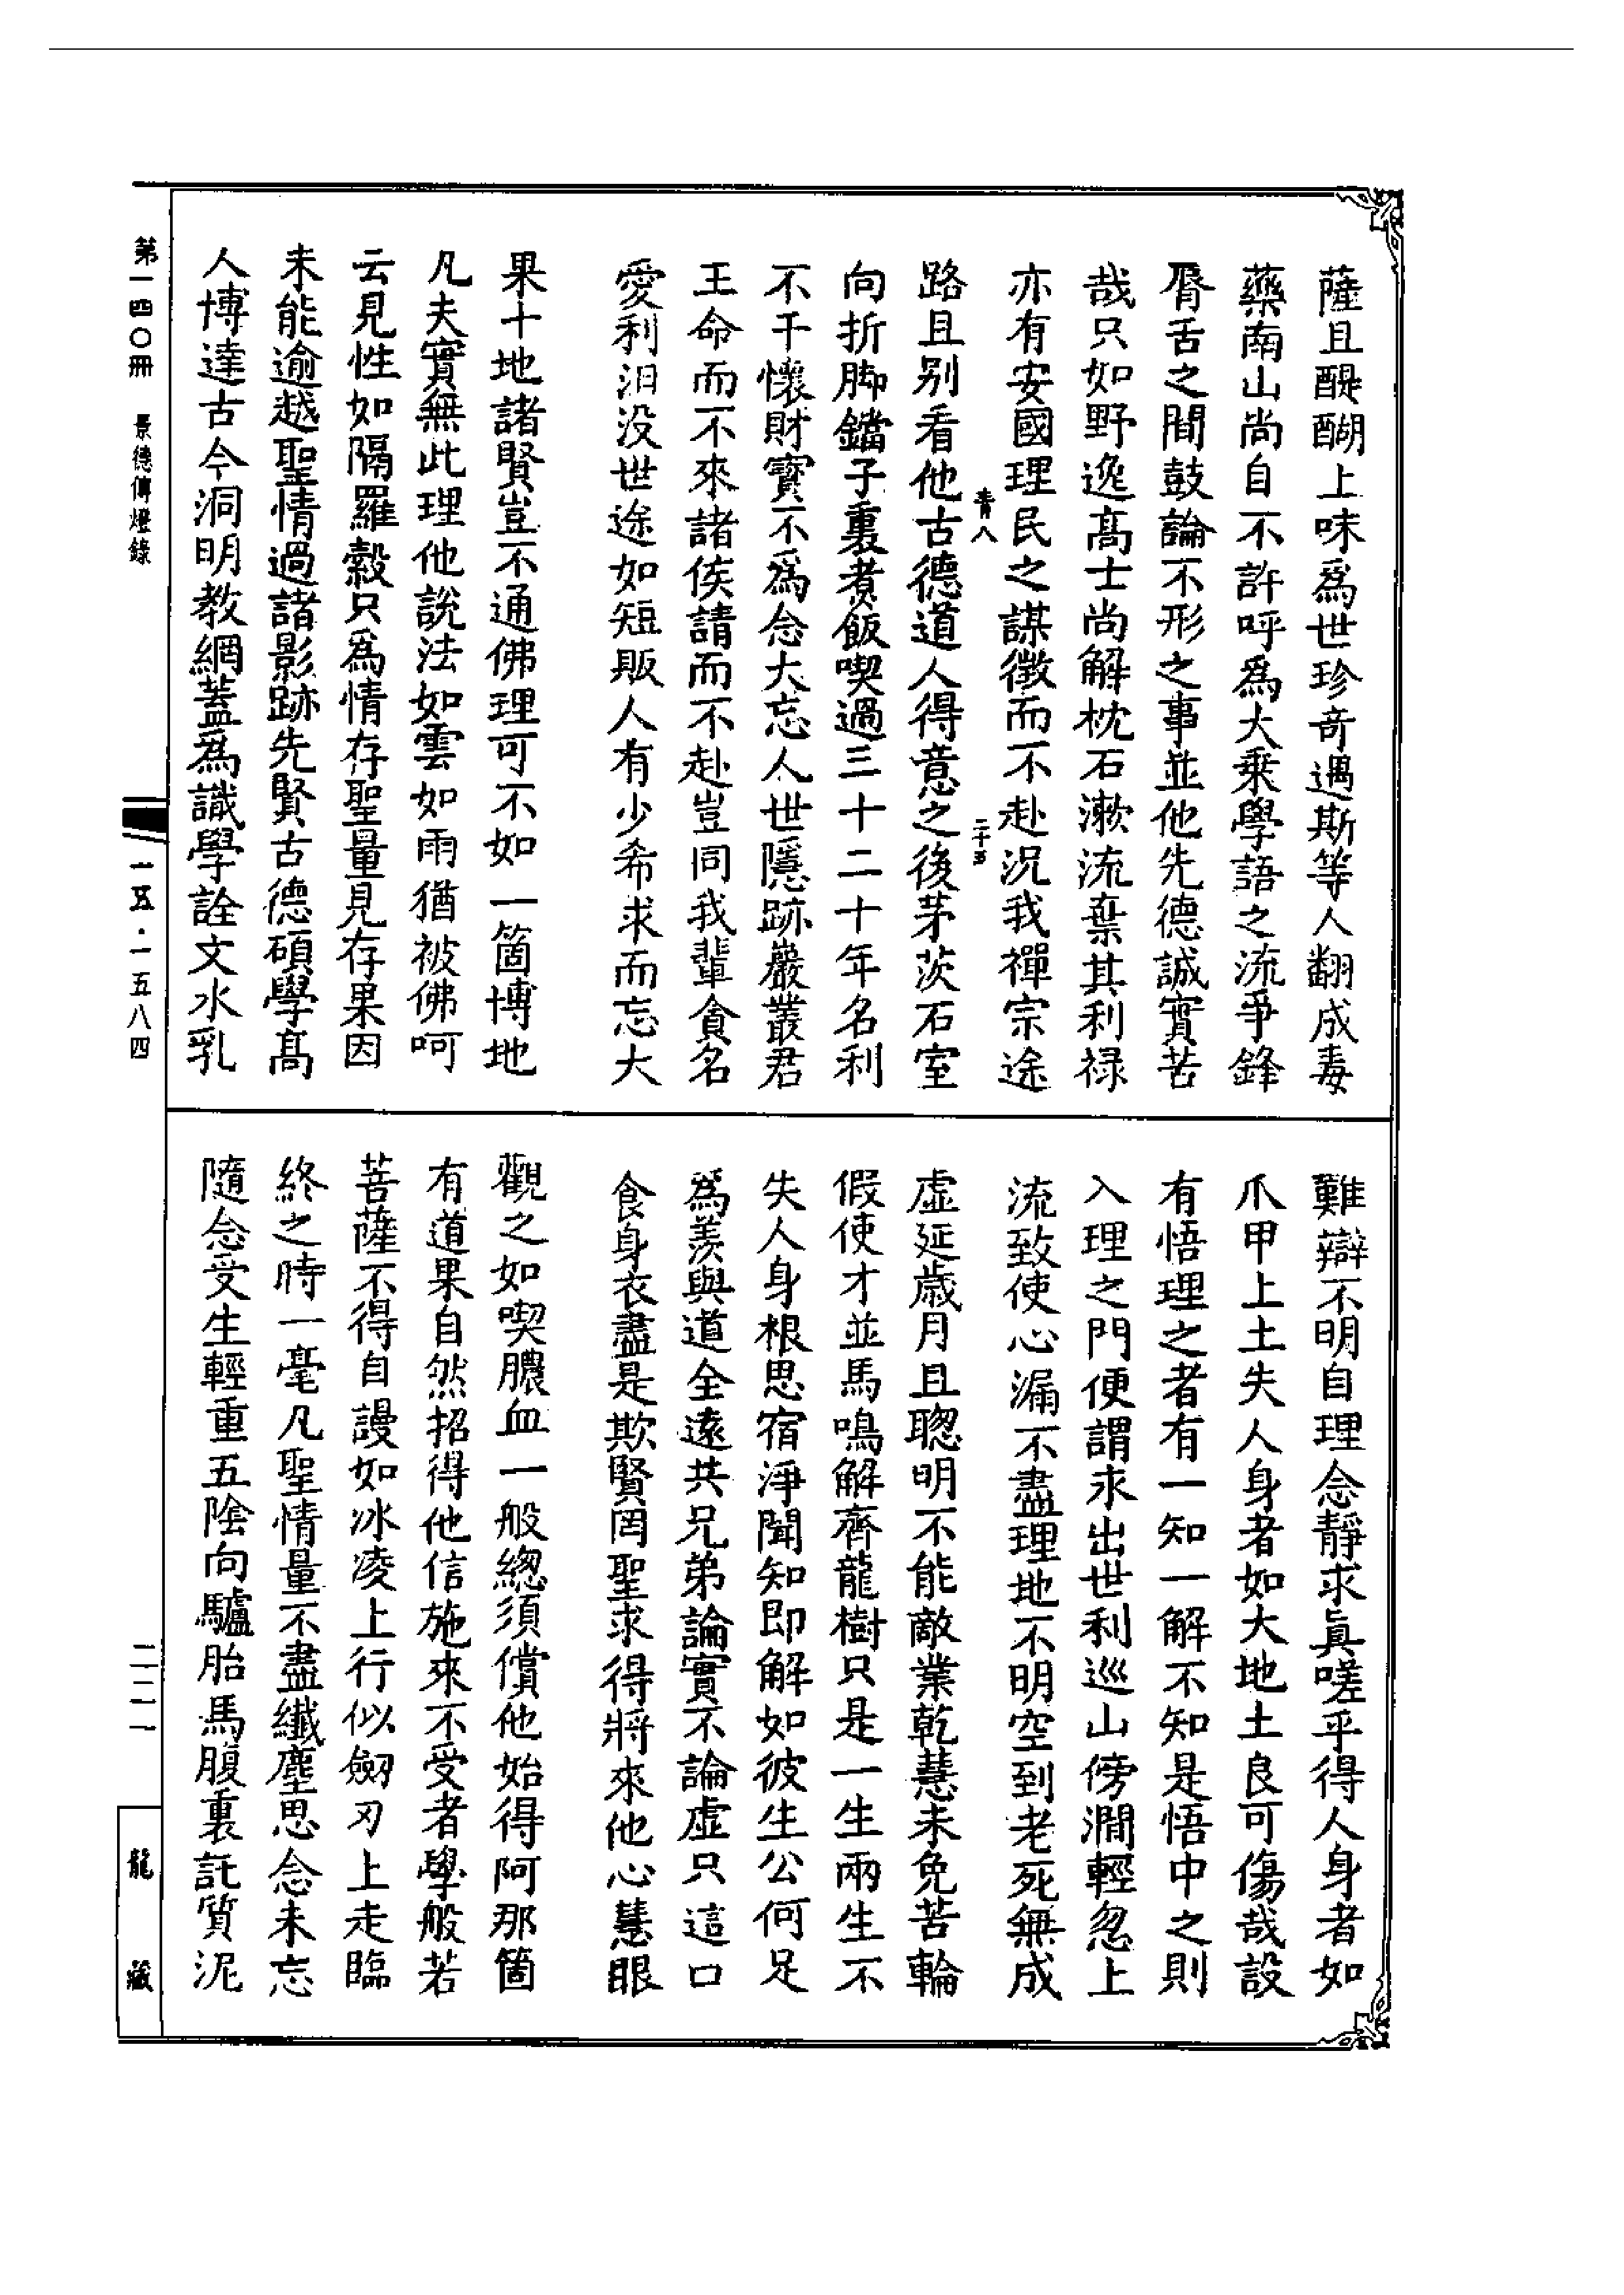 薩且醍醐上味爲世珍奇遇斯等人翻成毒
藥南山尚自不許呼爲大乗學語之流爭鋒
脣舌之間鼓論不形之事並他先德誠實苦
哉只如野逸髙士尚解枕石漱流棄其利禄
亦有安國理民之謀徴而不赴况我禪宗途
青八
二十五
路且别看他古德道人得意之後茅茨石室
向折脚鐺子裏煮飯喫過三十二十年名利
不干懷財寳不爲念大忘人世隱跡巖叢君
王命而不來諸侯請而不赴豈同我輩貪名
愛利汩没世途如短販人有少希求而忘大
果十地諸賢豈不通佛理可不如一箇博地
凡夫實無此理他說法如雲如雨猶被佛呵
云見性如隔羅縠只爲情存聖量見存果因
未能逾越聖情過諸影跡先賢古德碩學髙
人博達古今洞明教網蓋爲識學詮文水乳
難辯不明自理念靜求眞嗟乎得人身者如
爪甲上土失人身者如大地土良可傷哉設
有悟理之者有一知一解不知是悟中之則
入理之門便謂求出世利巡山傍澗輕忽上
流致使心漏不盡理地不明空到老死無成
虚延歳月且聰明不能敵業乾慧未免苦輪
假使才並馬鳴解齊龍樹只是一生兩生不
失人身根思宿淨聞知即解如彼生公何足
爲羨與道全遠共兄弟論實不論虚只這口
食身衣盡是欺賢罔聖求得將來他心慧眼
觀之如喫膿血一般總須償他始得阿那箇
有道果自然招得他信施來不受者學般若
菩薩不得自謾如冰凌上行似劒刃上走臨
終之時一毫凡聖情量不盡纎塵思念未忘
隨念受生輕重五陰向驢胎馬腹裏託質泥
第一四〇冊　景德傳燈錄
一五·一五八四
二二一
龍藏